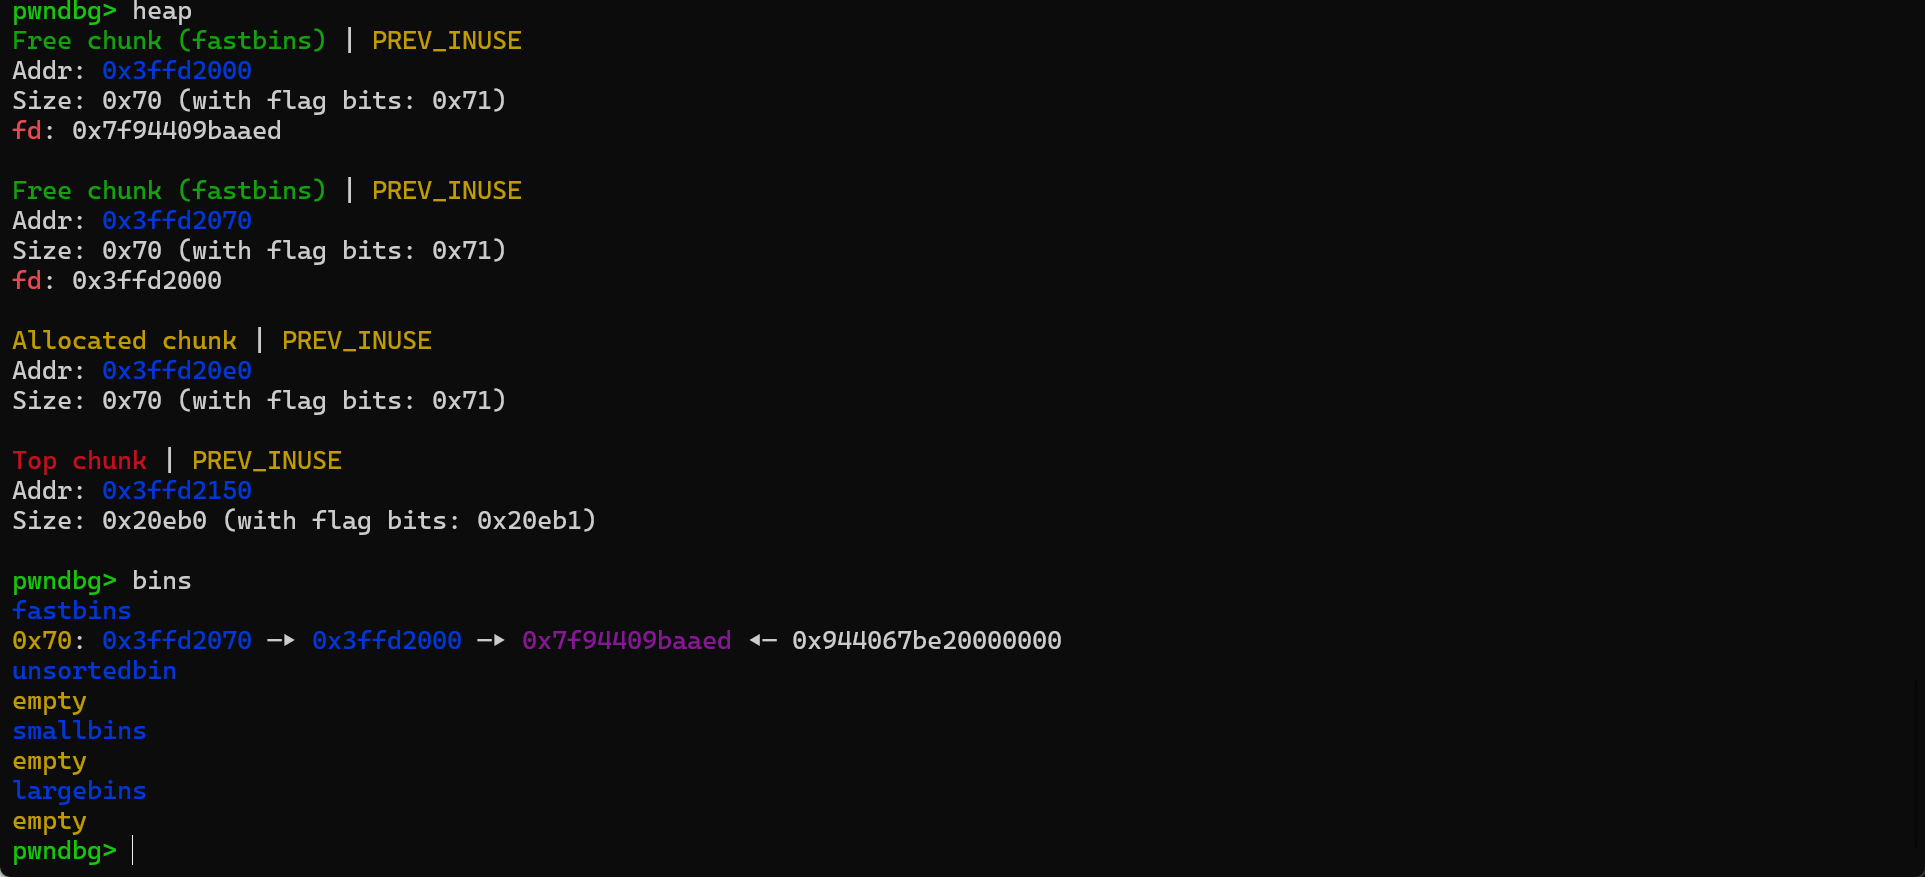 pwndbg> heap
Free chunk (fastbins) | PREV_INUSE
Addr: 0x3ffd2000
Size: 0x70 (with flag bits: 0x71)
fd: 0x7f94409baaed
Free chunk (fastbins) | PREV_INUSE
Addr: 0x3ffd2070
Size: 0x70 (with flag bits: 0x71)
fd: 0x3ffd2000
Allocated chunk | PREV_INUSE
Addr: 0x3ffd20e0
Size: 0x70 (with flag bits: 0x71)
Top chunk | PREV_INUSE
Addr: 0x3ffd2150
Size: 0x20eb0 (with flag bits: 0x20eb1)
pwndbg> bins
fastbins
0x70: 0x3ffd2070 —▸ 0x3ffd2000 —▸ 0x7f94409baaed ◂— 0x944067be20000000
unsortedbin
empty
smallbins
empty
largebins
empty
pwndbg>